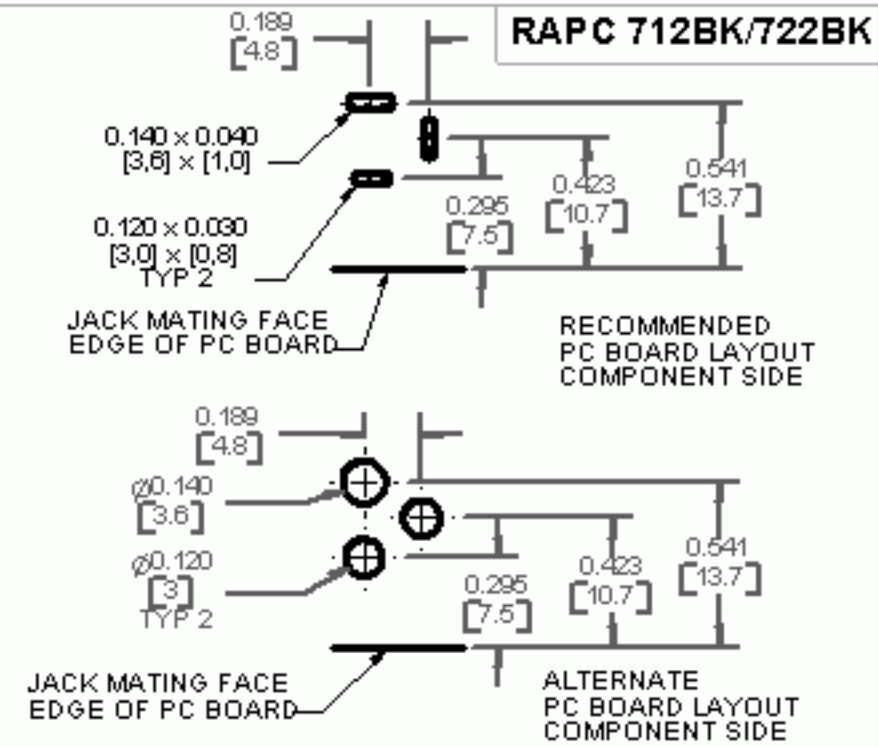 RAPC 712BK/722BK
0.189
[4.8]
0.140 x 0.040
[3,6] x [1,0]
0.120 x 0.030
[3,0] x [0,8]
TYP 2
0.295
[7.5]
0.423
[10.7]
0.541
[13.7]
JACK MATING FACE
EDGE OF PC BOARD
RECOMMENDED
PC BOARD LAYOUT
COMPONENT SIDE
0.189
[4.8]
Ø0.140
[3.6]
Ø0.120
[3]
TYP 2
0.295
[7.5]
0.423
[10.7]
0.541
[13.7]
JACK MATING FACE
EDGE OF PC BOARD
ALTERNATE
PC BOARD LAYOUT
COMPONENT SIDE